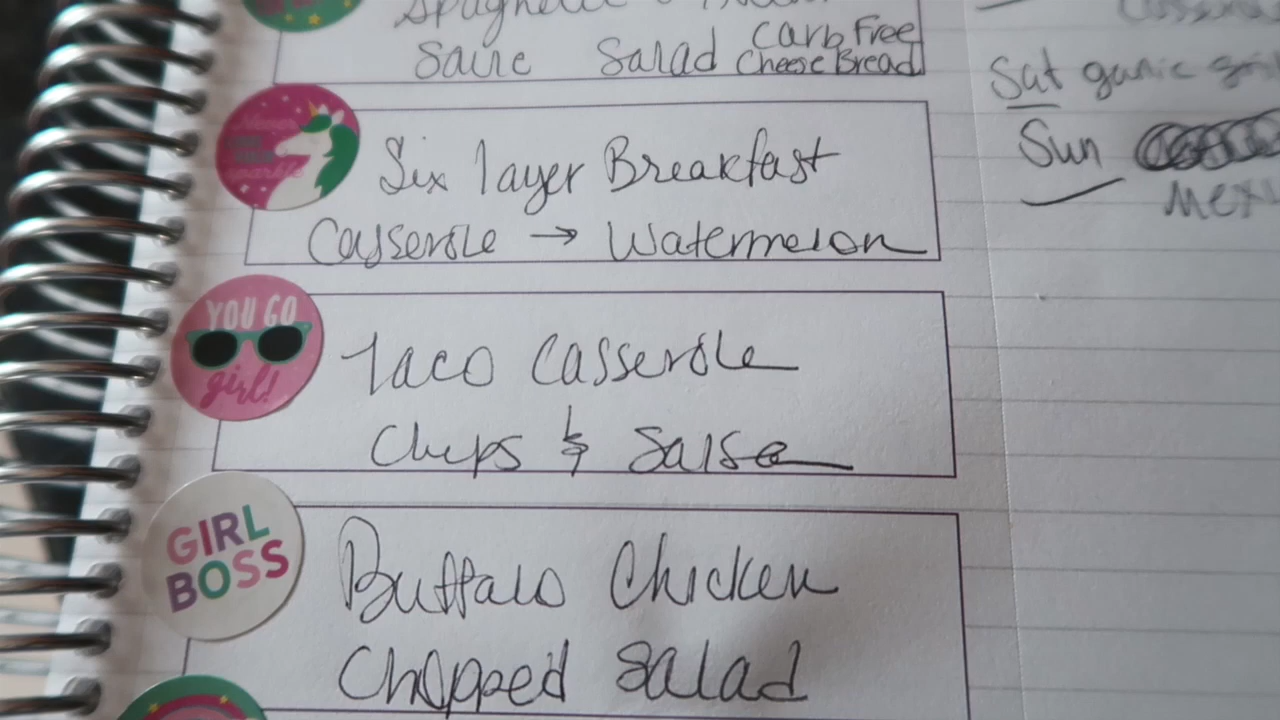 Spaghetti
Sauce Salad Carb Free
Cheese Bread
Six layer Breakfast
Casserole → Watermelon
YOU GO
girl!
Taco Casserole
Chips & Salsa
GIRL
BOSS
Buffalo Chicken
Chopped Salad
Sat
Sun